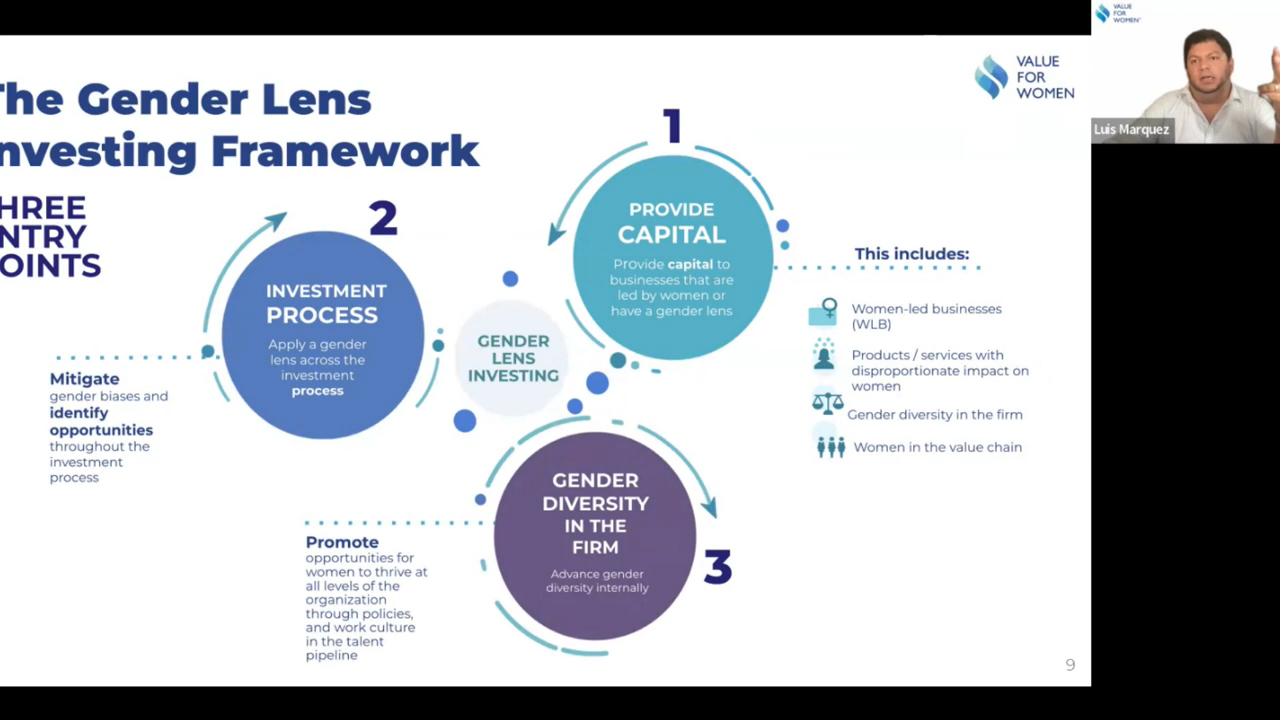 he Gender Lens
nvesting Framework
HREE
NTRY
OINTS
VALUE
FOR
WOMEN
VALUE
FOR
WOMEN
Luis Marquez
1
PROVIDE
CAPITAL
Provide capital to
businesses that are
led by women or
have a gender lens
This includes:
Women-led businesses
(WLB)
Products / services with
disproportionate impact on
women
Gender diversity in the firm
Women in the value chain
2
INVESTMENT
PROCESS
Apply a gender
lens across the
investment
process
Mitigate
gender biases and
identify
opportunities
throughout the
investment
process
GENDER
LENS
INVESTING
GENDER
DIVERSITY
IN THE
FIRM
Advance gender
diversity internally
3
Promote
opportunities for
women to thrive at
all levels of the
organization
through policies,
and work culture
in the talent
pipeline
9